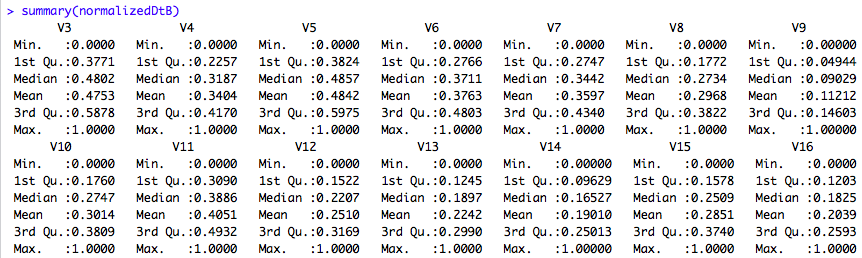 > summary(normalizedDtB)
V3 V4 V5 V6 V7 V8 V9
Min. :0.0000 Min. :0.0000 Min. :0.0000 Min. :0.0000 Min. :0.0000 Min. :0.0000 Min. :0.00000
1st Qu.:0.3771 1st Qu.:0.2257 1st Qu.:0.3824 1st Qu.:0.2766 1st Qu.:0.2747 1st Qu.:0.1772 1st Qu.:0.04944
Median :0.4802 Median :0.3187 Median :0.4857 Median :0.3711 Median :0.3442 Median :0.2734 Median :0.09029
Mean :0.4753 Mean :0.3404 Mean :0.4842 Mean :0.3763 Mean :0.3597 Mean :0.2968 Mean :0.11212
3rd Qu.:0.5878 3rd Qu.:0.4170 3rd Qu.:0.5975 3rd Qu.:0.4803 3rd Qu.:0.4340 3rd Qu.:0.3822 3rd Qu.:0.14603
Max. :1.0000 Max. :1.0000 Max. :1.0000 Max. :1.0000 Max. :1.0000 Max. :1.0000 Max. :1.00000
V10 V11 V12 V13 V14 V15 V16
Min. :0.0000 Min. :0.0000 Min. :0.0000 Min. :0.0000 Min. :0.00000 Min. :0.0000 Min. :0.0000
1st Qu.:0.1760 1st Qu.:0.3090 1st Qu.:0.1522 1st Qu.:0.1245 1st Qu.:0.09629 1st Qu.:0.1578 1st Qu.:0.1203
Median :0.2747 Median :0.3886 Median :0.2207 Median :0.1897 Median :0.16527 Median :0.2509 Median :0.1825
Mean :0.3014 Mean :0.4051 Mean :0.2510 Mean :0.2242 Mean :0.19010 Mean :0.2851 Mean :0.2039
3rd Qu.:0.3809 3rd Qu.:0.4932 3rd Qu.:0.3169 3rd Qu.:0.2990 3rd Qu.:0.25013 3rd Qu.:0.3740 3rd Qu.:0.2593
Max. :1.0000 Max. :1.0000 Max. :1.0000 Max. :1.0000 Max. :1.00000 Max. :1.0000 Max. :1.0000